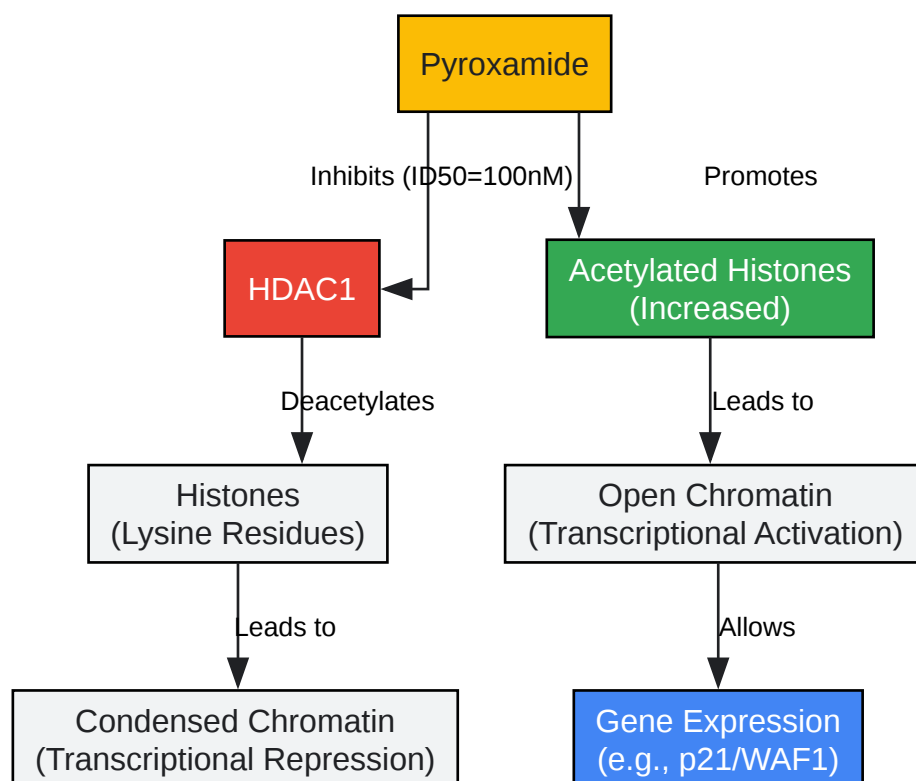 Pyroxamide
Inhibits (ID50=100nM)
Promotes
HDAC1
Acetylated Histones
(Increased)
Deacetylates
Leads to
Histones
(Lysine Residues)
Open Chromatin
(Transcriptional Activation)
Leads to
Allows
Condensed Chromatin
(Transcriptional Repression)
Gene Expression
(e.g., p21/WAF1)